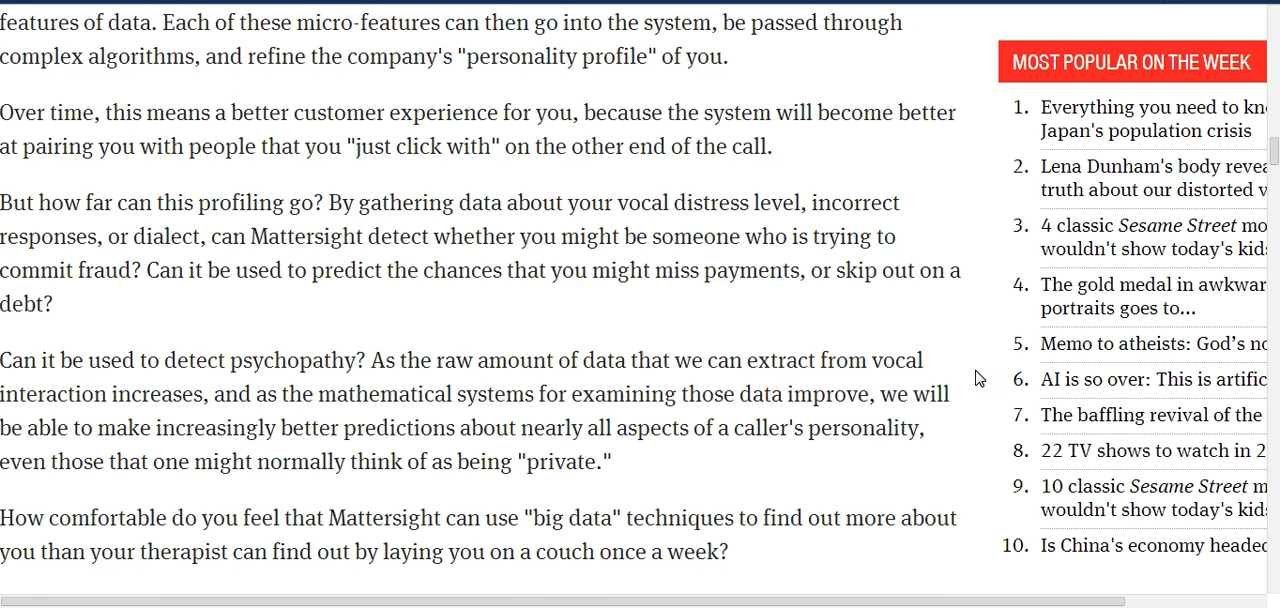 features of data. Each of these micro-features can then go into the system, be passed through
complex algorithms, and refine the company's "personality profile" of you.
Over time, this means a better customer experience for you, because the system will become better
at pairing you with people that you "just click with" on the other end of the call.
But how far can this profiling go? By gathering data about your vocal distress level, incorrect
responses, or dialect, can Mattersight detect whether you might be someone who is trying to
commit fraud? Can it be used to predict the chances that you might miss payments, or skip out on a
debt?
Can it be used to detect psychopathy? As the raw amount of data that we can extract from vocal
interaction increases, and as the mathematical systems for examining those data improve, we will
be able to make increasingly better predictions about nearly all aspects of a caller's personality,
even those that one might normally think of as being "private."
How comfortable do you feel that Mattersight can use "big data" techniques to find out more about
you than your therapist can find out by laying you on a couch once a week?
MOST POPULAR ON THE WEEK
1. Everything you need to
Japan's population crisis
2. Lena Dunham's body
truth about our distorted
3. 4 classic Sesame Street
wouldn't show today's
4. The gold medal in
portraits goes to...
5. Memo to atheists: God's
6. AI is so over: This is
7. The baffling revival of the
8. 22 TV shows to watch in
9. 10 classic Sesame Street
wouldn't show today's
10. Is China's economy